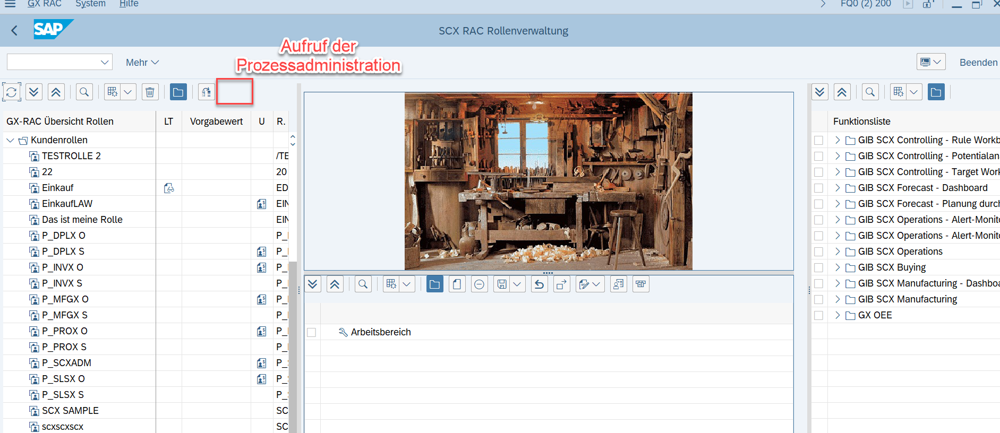 GX RAC System Hilfe FQ0 (2) 200
SAP SCX RAC Rollenverwaltung
Aufruf der
Prozessadministration
Mehr Beenden
GX-RAC Übersicht Rollen LT Vorgabewert U R.
Kundenrollen
TESTROLLE 2 /TE
22 20
Einkauf ED
EinkaufLAW EIN
Das ist meine Rolle EIN
P_DPLX O P_
P_DPLX S P_
P_INVX O P_
P_INVX S P_
P_MFGX O P_
P_MFGX S P_
P_PROX O P_
P_PROX S P_
P_SCXADM P_
P_SLSX O P_
P_SLSX S P_
SCX SAMPLE SC
scxscxscx SC
Arbeitsbereich
Funktionsliste
GIB SCX Controlling - Rule Workb
GIB SCX Controlling - Potentialan
GIB SCX Controlling - Target Work
GIB SCX Forecast - Dashboard
GIB SCX Forecast - Planung durch
GIB SCX Operations - Alert-Monito
GIB SCX Operations - Alert-Monito
GIB SCX Operations
GIB SCX Buying
GIB SCX Manufacturing - Dashboa
GIB SCX Manufacturing
GX OEE